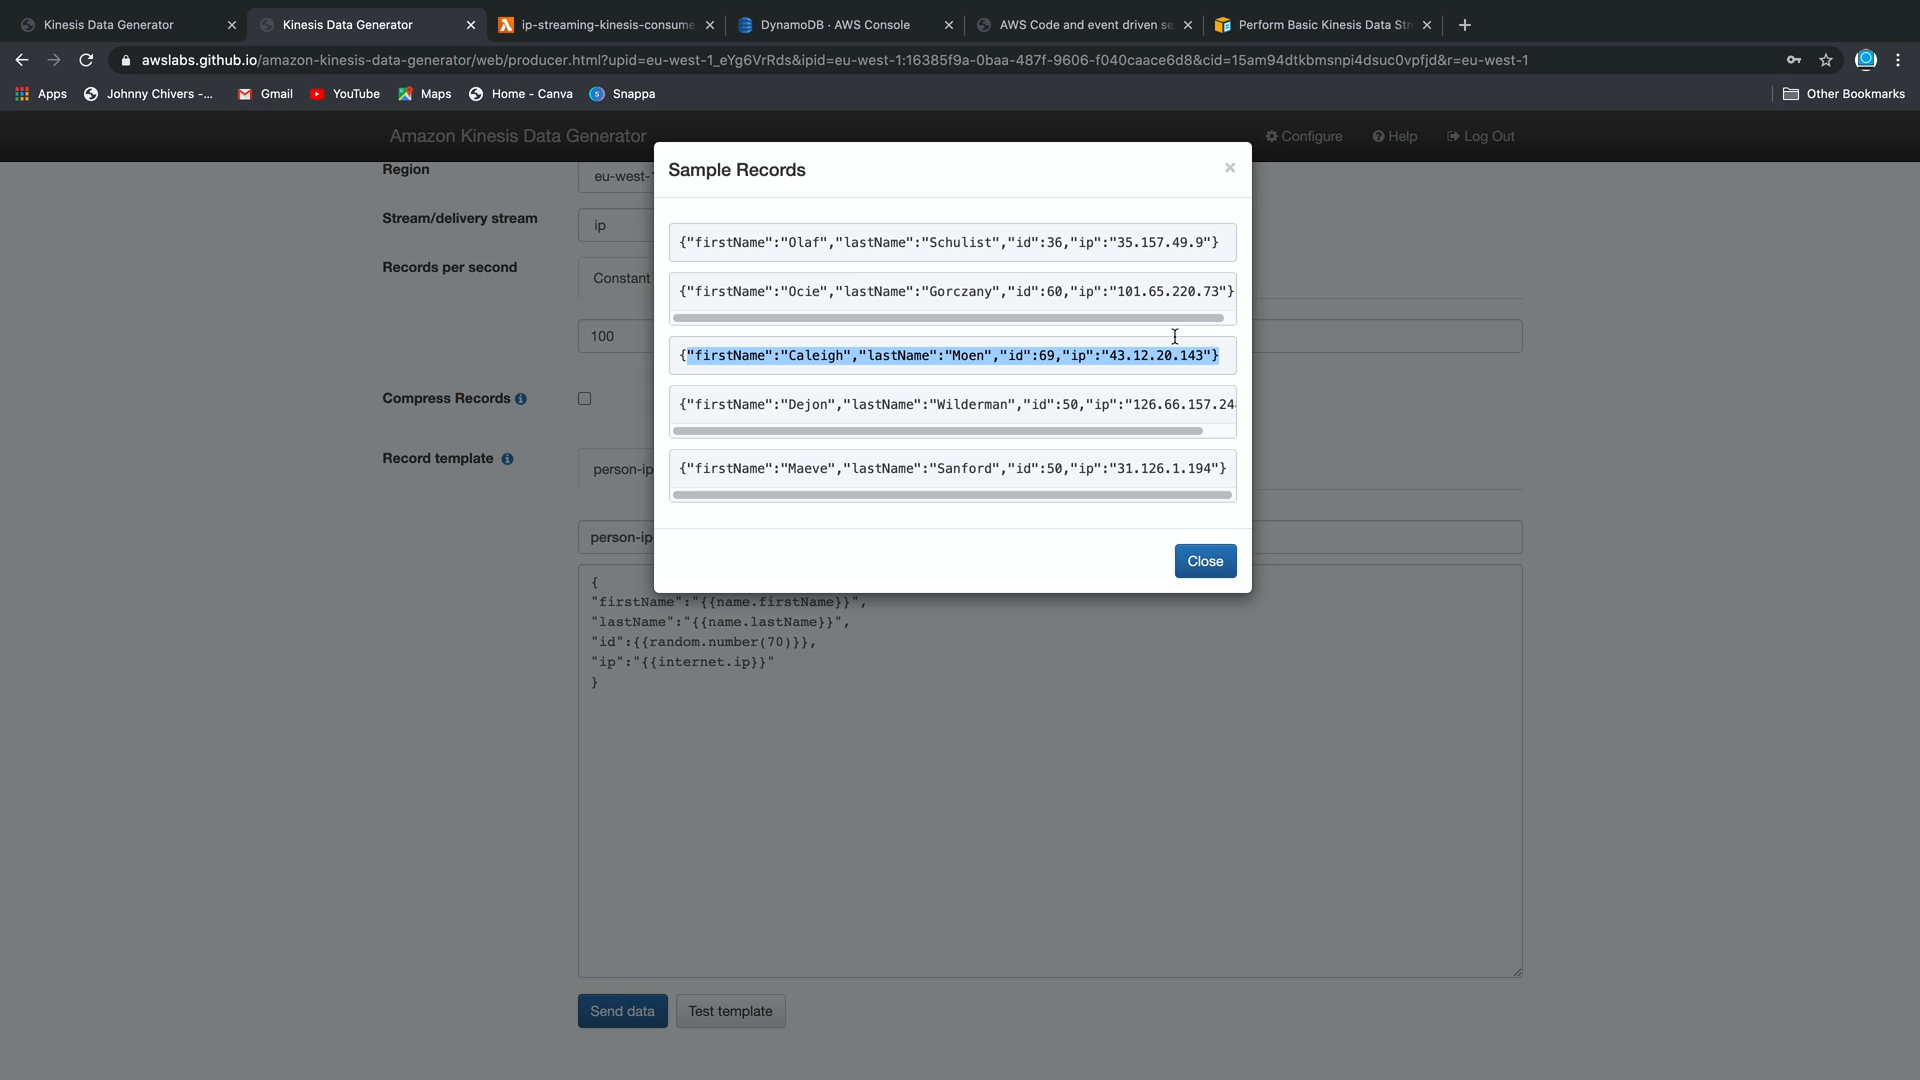 Kinesis Data Generator
Kinesis Data Generator
ip-streaming-kinesis-consume
DynamoDB · AWS Console
AWS Code and event driven se
Perform Basic Kinesis Data Str
awslabs.github.io/amazon-kinesis-data-generator/web/producer.html?upid=eu-west-1_eYg6VrRds&ipid=eu-west-1:16385f9a-0baa-487f-9606-f040caace6d8&cid=15am94dtkbmsnpi4dsuc0vpfjd&r=eu-west-1
Apps
Johnny Chivers -...
Gmail
YouTube
Maps
Home - Canva
Snappa
Other Bookmarks
Amazon Kinesis Data Generator
Configure
Help
Log Out
Region
eu-west-
Stream/delivery stream
ip
Records per second
Constant
100
Compress Records
Record template
person-ip
person-ip
{
"firstName":"{{name.firstName}}",
"lastName":"{{name.lastName}}",
"id":{{random.number(70)}},
"ip":"{{internet.ip}}"
}
Send data
Test template
Sample Records
×
{"firstName":"Olaf","lastName":"Schulist","id":36,"ip":"35.157.49.9"}
{"firstName":"Ocie","lastName":"Gorczany","id":60,"ip":"101.65.220.73"}
{"firstName":"Caleigh","lastName":"Moen","id":69,"ip":"43.12.20.143"}
{"firstName":"Dejon","lastName":"Wilderman","id":50,"ip":"126.66.157.24
{"firstName":"Maeve","lastName":"Sanford","id":50,"ip":"31.126.1.194"}
Close